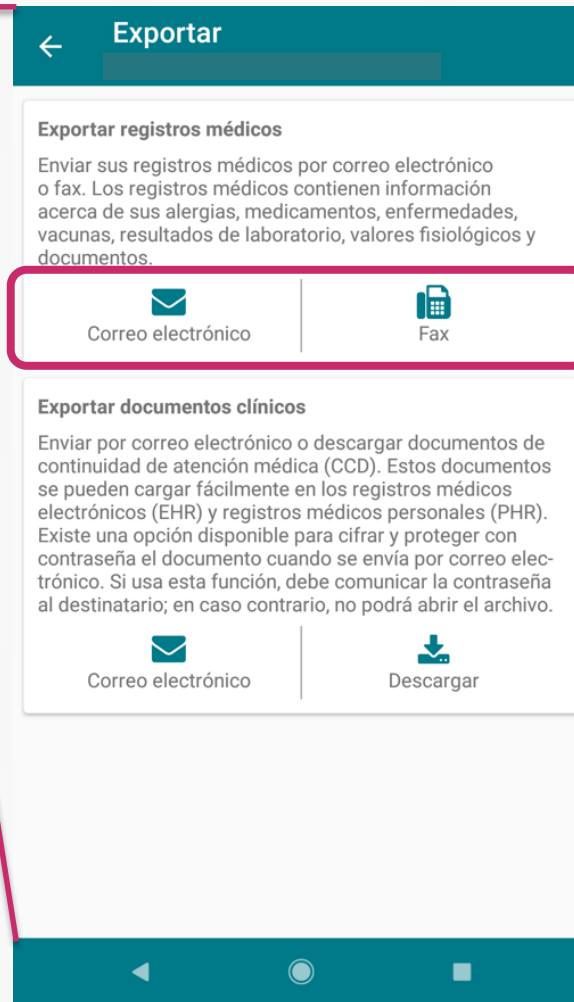 Exportar
Exportar registros médicos
Enviar sus registros médicos por correo electrónico
o fax. Los registros médicos contienen información
acerca de sus alergias, medicamentos, enfermedades,
vacunas, resultados de laboratorio, valores fisiológicos y
documentos.
Correo electrónico
Fax
Exportar documentos clínicos
Enviar por correo electrónico o descargar documentos de
continuidad de atención médica (CCD). Estos documentos
se pueden cargar fácilmente en los registros médicos
electrónicos (EHR) y registros médicos personales (PHR).
Existe una opción disponible para cifrar y proteger con
contraseña el documento cuando se envía por correo elec-
trónico. Si usa esta función, debe comunicar la contraseña
al destinatario; en caso contrario, no podrá abrir el archivo.
Correo electrónico
Descargar